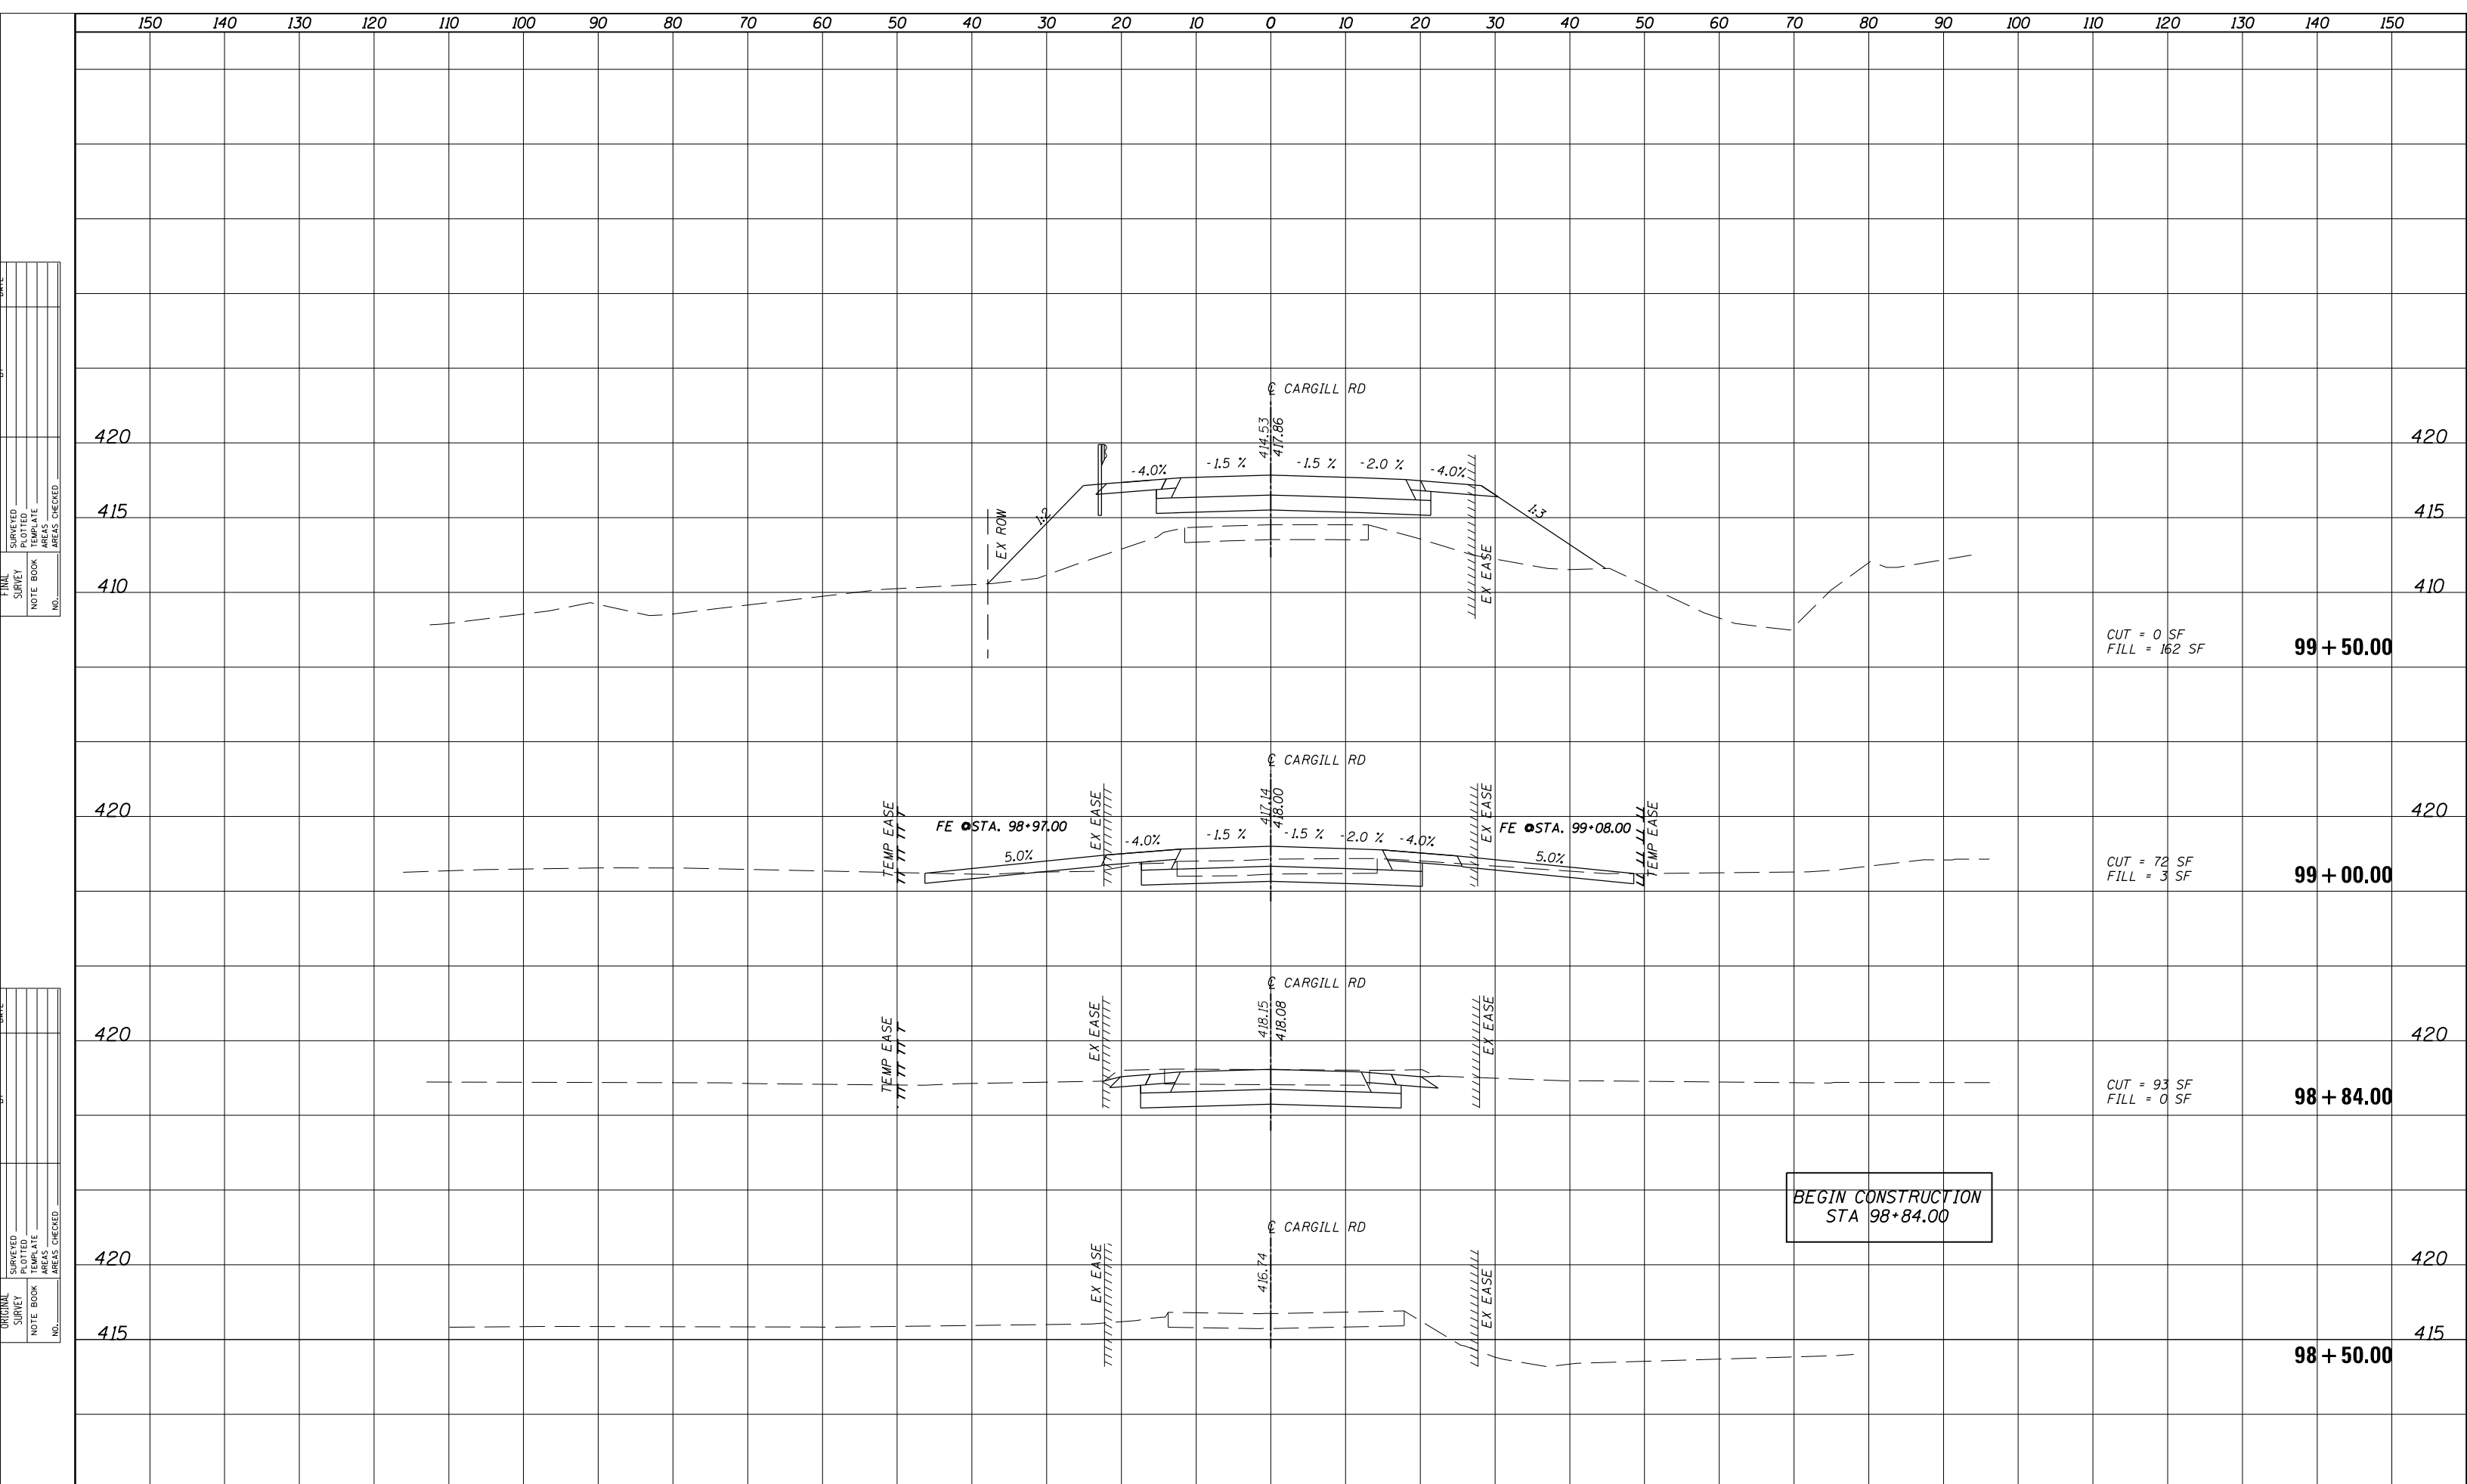 150 140 130 120 110 100 90 80 70 60 50 40 30 20 10 0 10 20 30 40 50 60 70 80 90 100 110 120 130 140 150
℄ CARGILL RD
414.53
417.86
420
420
-4.0%
-1.5 %
-1.5 %
-2.0 %
-4.0%
415
415
1:2
1:3
EX ROW
EX EASE
410
410
CUT = 0 SF
FILL = 162 SF
99+50.00
℄ CARGILL RD
417.14
418.00
420
420
TEMP EASE
FE @STA. 98+97.00
EX EASE
5.0%
-4.0%
-1.5 %
-1.5 %
-2.0 %
-4.0%
EX EASE
FE @STA. 99+08.00
5.0%
TEMP EASE
CUT = 72 SF
FILL = 3 SF
99+00.00
℄ CARGILL RD
418.15
418.08
420
420
TEMP EASE
EX EASE
EX EASE
CUT = 93 SF
FILL = 0 SF
98+84.00
BEGIN CONSTRUCTION
STA 98+84.00
℄ CARGILL RD
416.74
420
420
EX EASE
EX EASE
415
415
98+50.00
FINAL
SURVEY
NOTE BOOK
NO.
SURVEYED
PLOTTED
TEMPLATE
AREAS
AREAS CHECKED
ORIGINAL
SURVEY
NOTE BOOK
NO.
SURVEYED
PLOTTED
TEMPLATE
AREAS
AREAS CHECKED